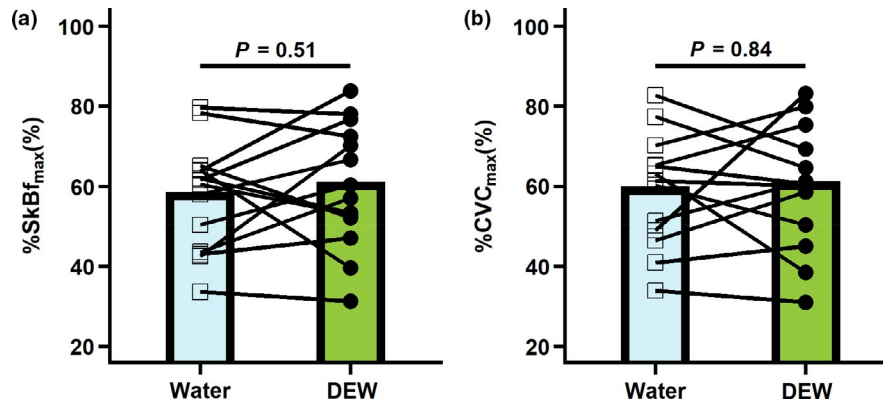 (a)
P = 0.51
%SkBfmax(%)
100
80
60
40
20
Water DEW
(b)
P = 0.84
%CVCmax(%)
100
80
60
40
20
Water DEW